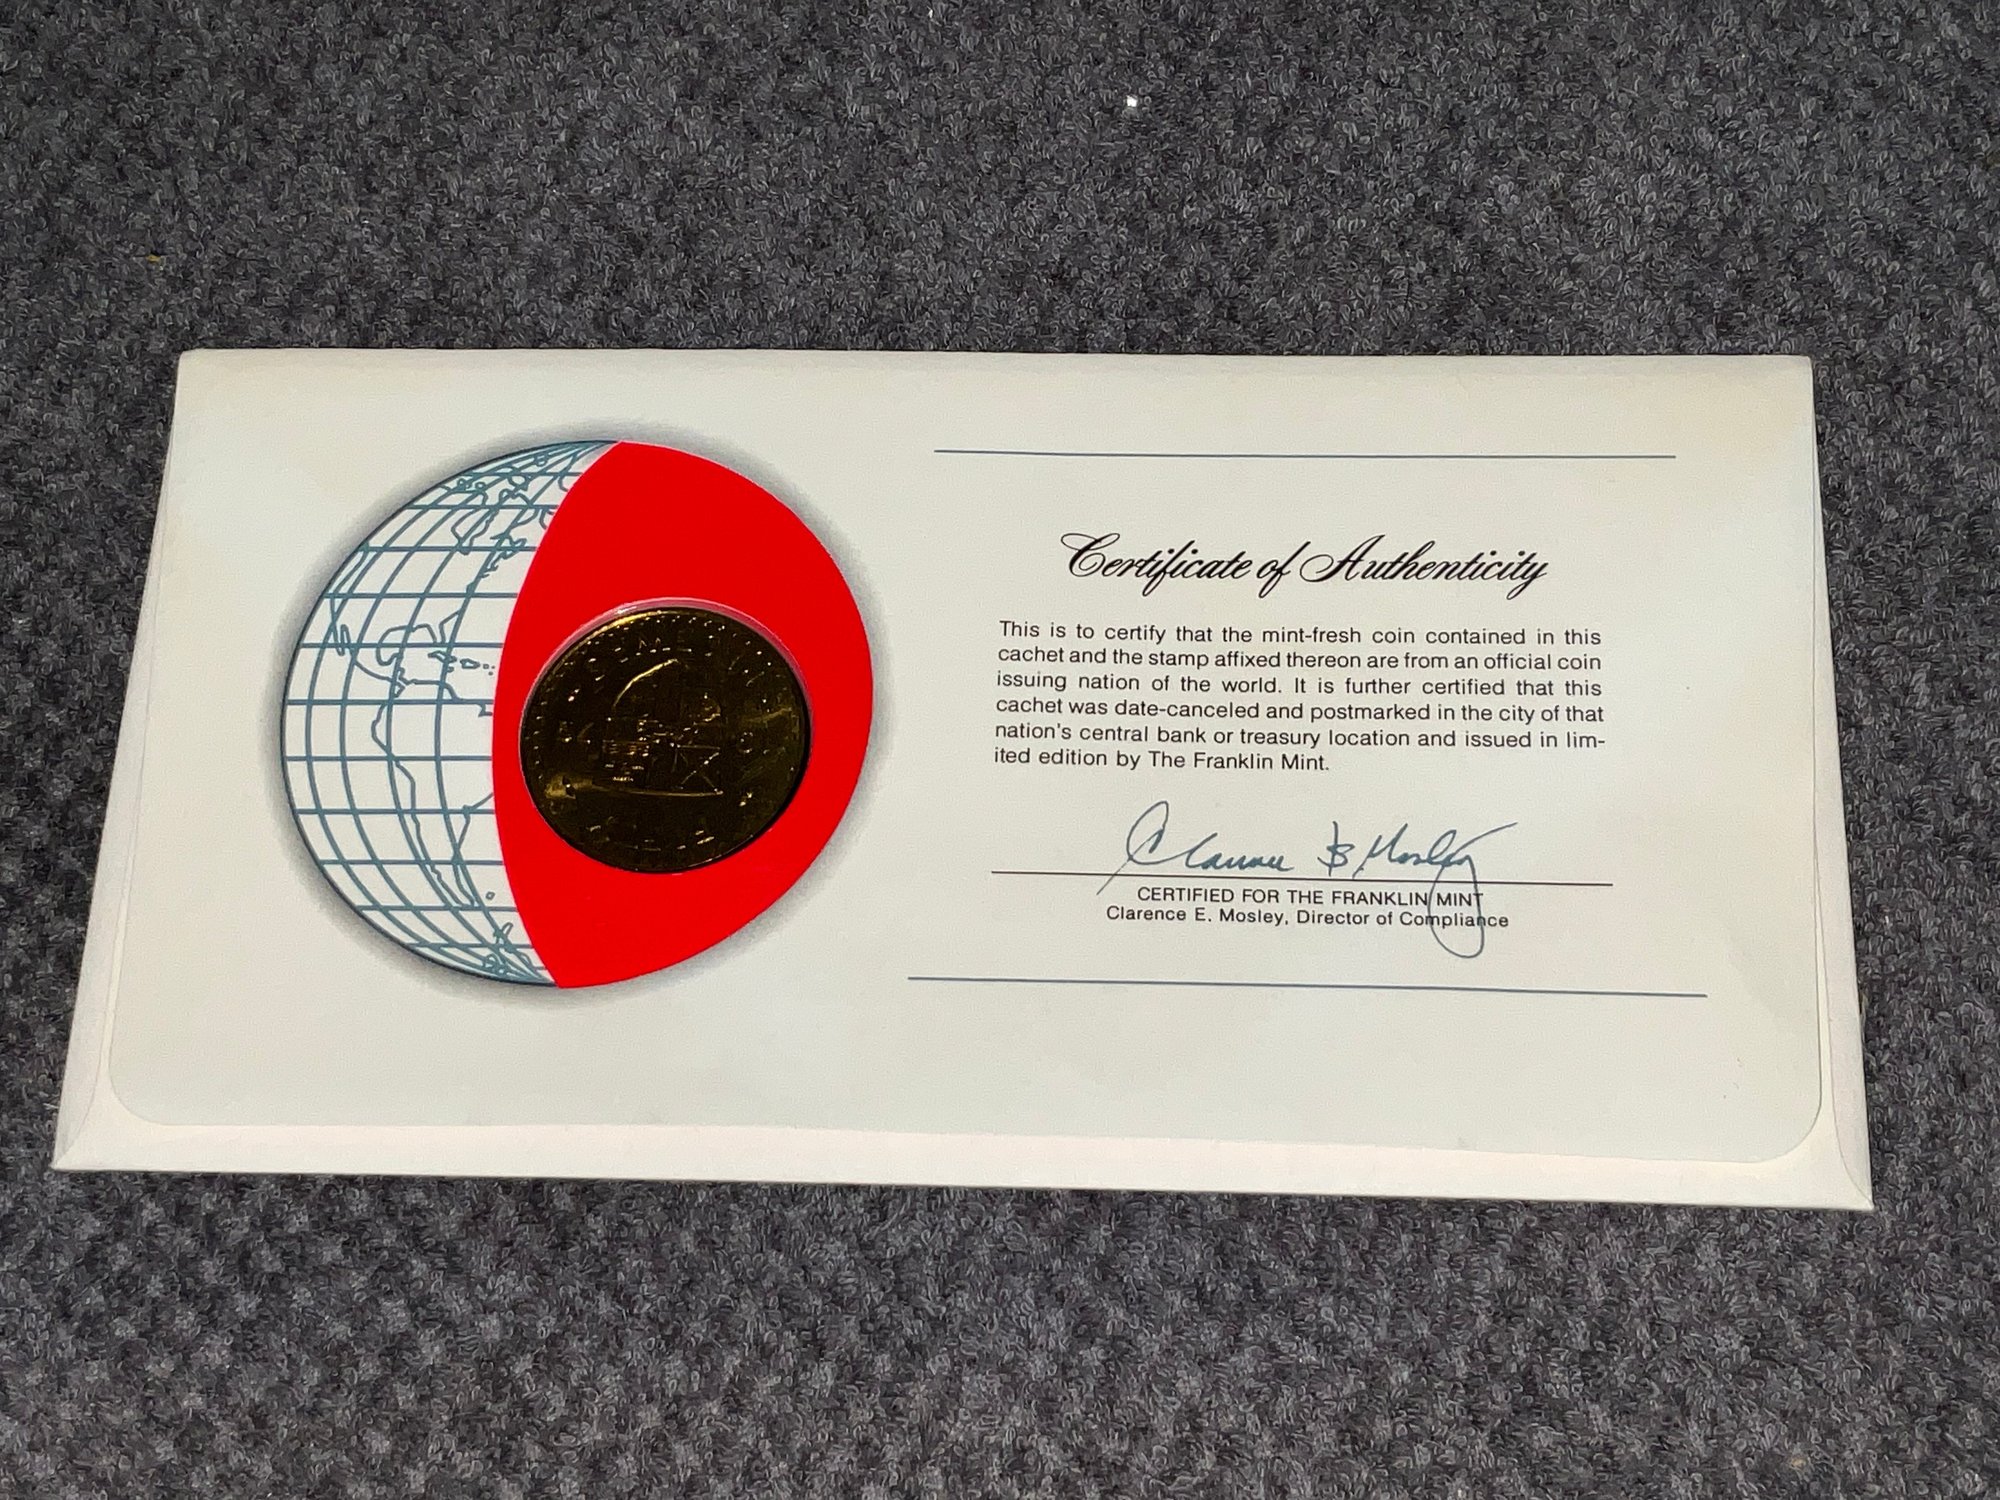 Certificate of Authenticity
This is to certify that the mint-fresh coin contained in this
cachet and the stamp affixed thereon are from an official coin
issuing nation of the world. It is further certified that this
cachet was date-canceled and postmarked in the city of that
nation's central bank or treasury location and issued in lim-
ited edition by The Franklin Mint.
CERTIFIED FOR THE FRANKLIN MINT
Clarence E. Mosley, Director of Compliance